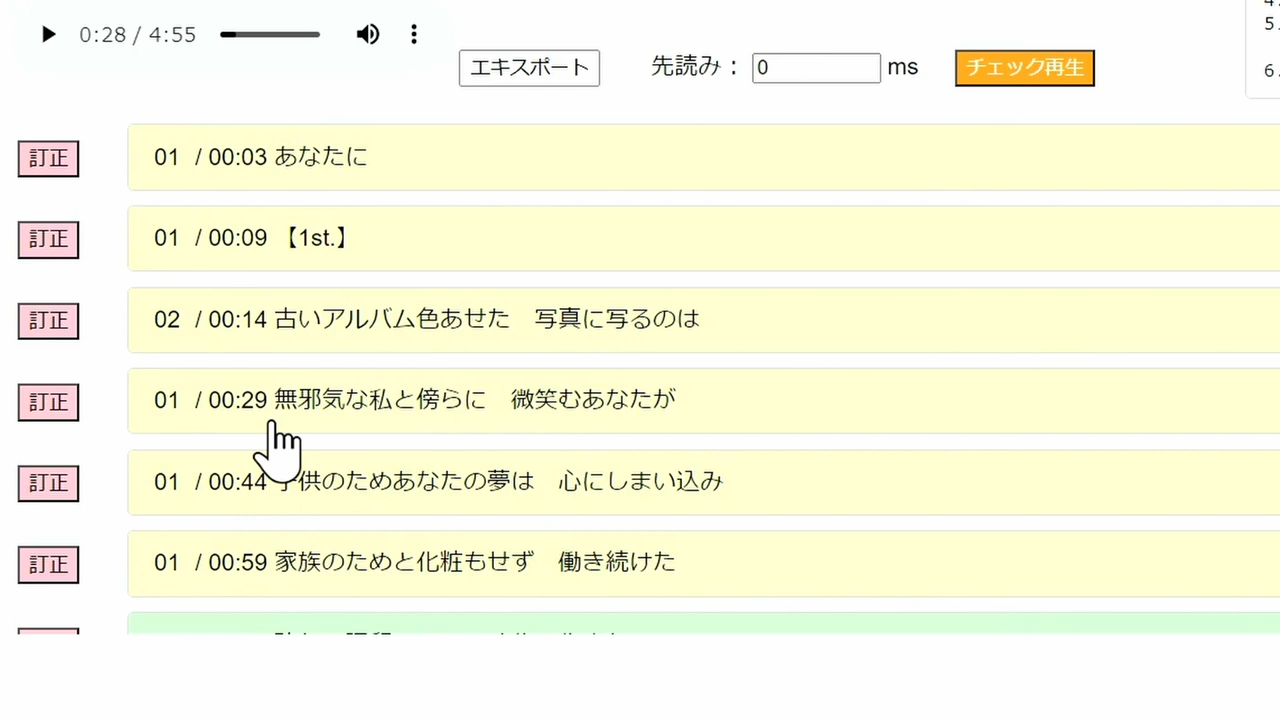 0:28 / 4:55
エキスポート 先読み： 0 ms チェック再生
5.
6.
訂正 01 / 00:03 あなたに
訂正 01 / 00:09 【1st.】
訂正 02 / 00:14 古いアルバム色あせた　写真に写るのは
訂正 01 / 00:29 無邪気な私と傍らに　微笑むあなたが
訂正 01 / 00:44 子供のためあなたの夢は　心にしまい込み
訂正 01 / 00:59 家族のためと化粧もせず　働き続けた